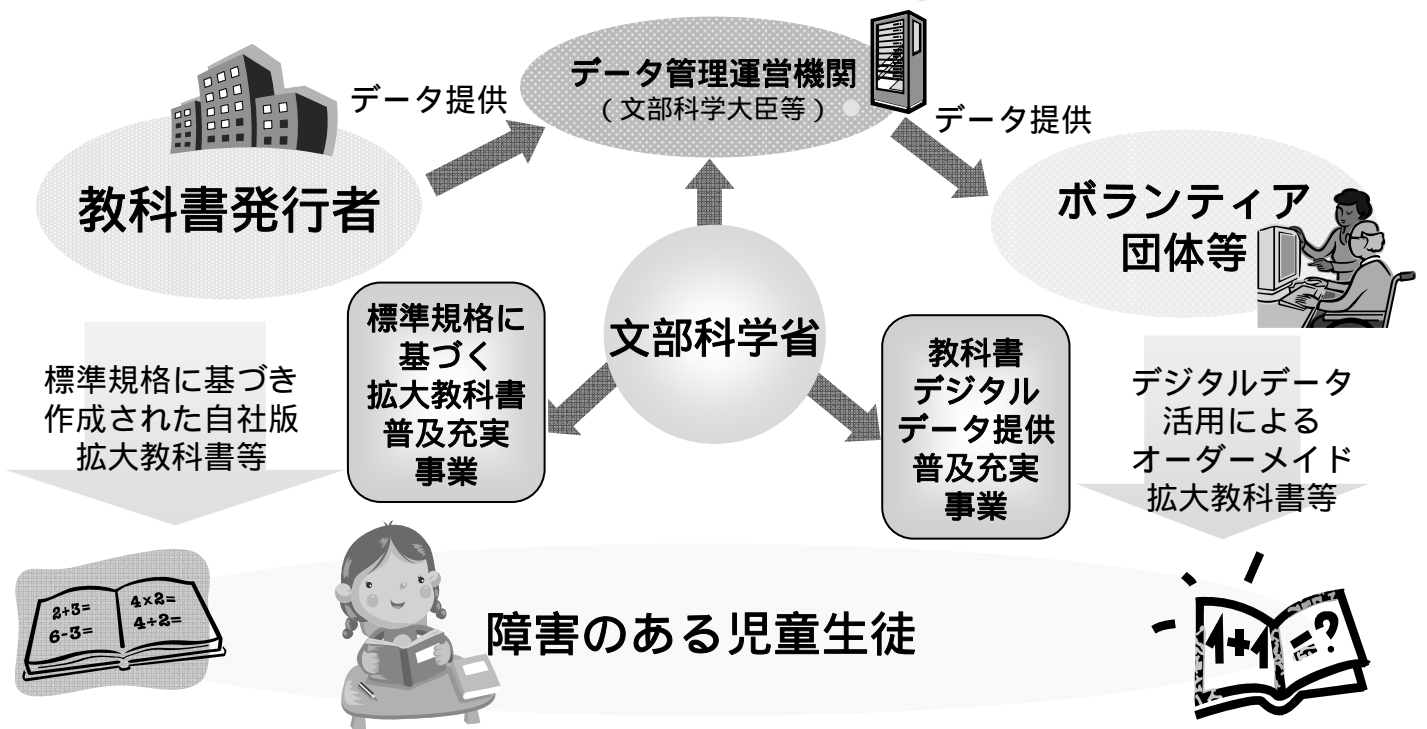 データ管理運営機関
（文部科学大臣等）
データ提供
データ提供
教科書発行者
ボランティア
団体等
文部科学省
標準規格に
基づく
拡大教科書
普及充実
事業
教科書
デジタル
データ提供
普及充実
事業
標準規格に基づき
作成された自社版
拡大教科書等
デジタルデータ
活用による
オーダーメイド
拡大教科書等
障害のある児童生徒
2+3=
6-3=
4×2=
4÷2=
1+1
=?